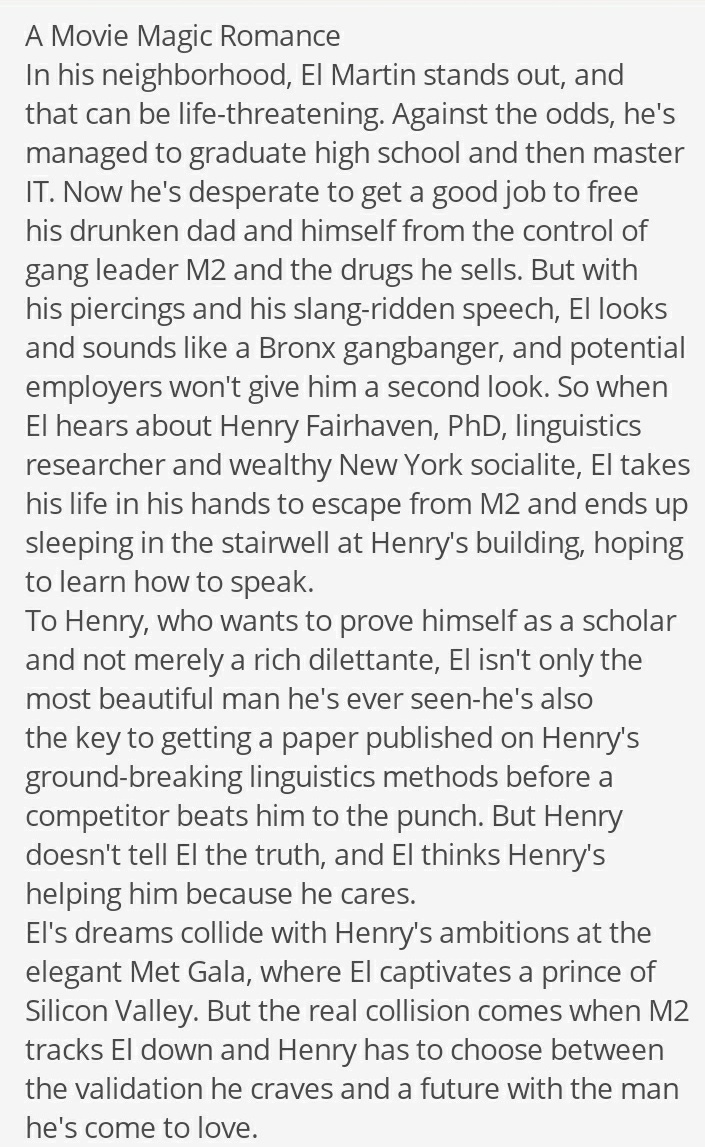 A Movie Magic Romance
In his neighborhood, El Martin stands out, and
that can be life-threatening. Against the odds, he's
managed to graduate high school and then master
IT. Now he's desperate to get a good job to free
his drunken dad and himself from the control of
gang leader M2 and the drugs he sells. But with
his piercings and his slang-ridden speech, El looks
and sounds like a Bronx gangbanger, and potential
employers won't give him a second look. So when
El hears about Henry Fairhaven, PhD, linguistics
researcher and wealthy New York socialite, El takes
his life in his hands to escape from M2 and ends up
sleeping in the stairwell at Henry's building, hoping
to learn how to speak.
To Henry, who wants to prove himself as a scholar
and not merely a rich dilettante, El isn't only the
most beautiful man he's ever seen-he's also
the key to getting a paper published on Henry's
ground-breaking linguistics methods before a
competitor beats him to the punch. But Henry
doesn't tell El the truth, and El thinks Henry's
helping him because he cares.
El's dreams collide with Henry's ambitions at the
elegant Met Gala, where El captivates a prince of
Silicon Valley. But the real collision comes when M2
tracks El down and Henry has to choose between
the validation he craves and a future with the man
he's come to love.